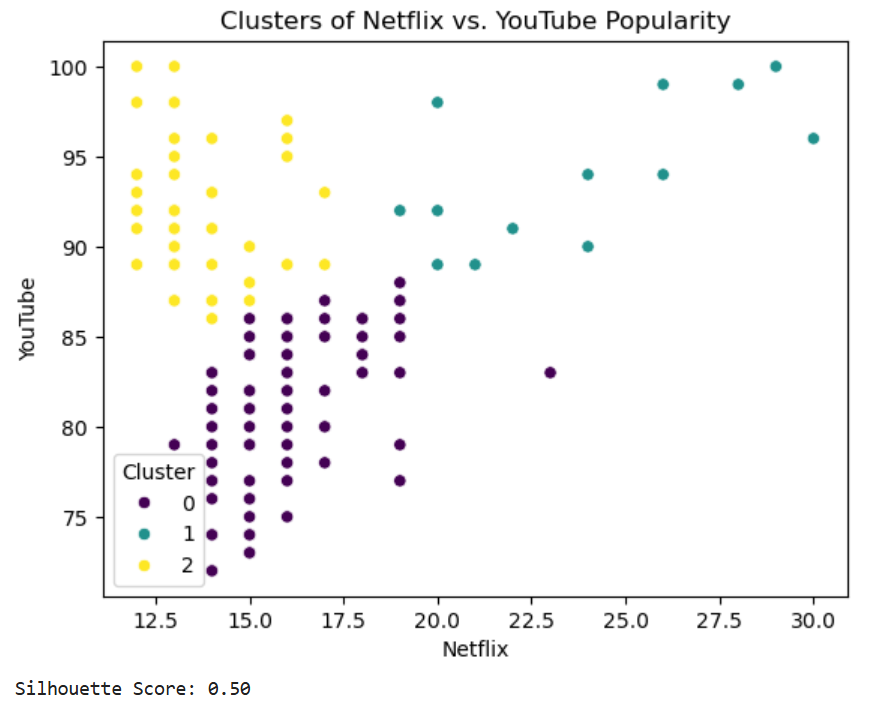 Clusters of Netflix vs. YouTube Popularity
100
95
90
85
80
75
YouTube
Cluster
0
1
2
12.5 15.0 17.5 20.0 22.5 25.0 27.5 30.0
Netflix
Silhouette Score: 0.50